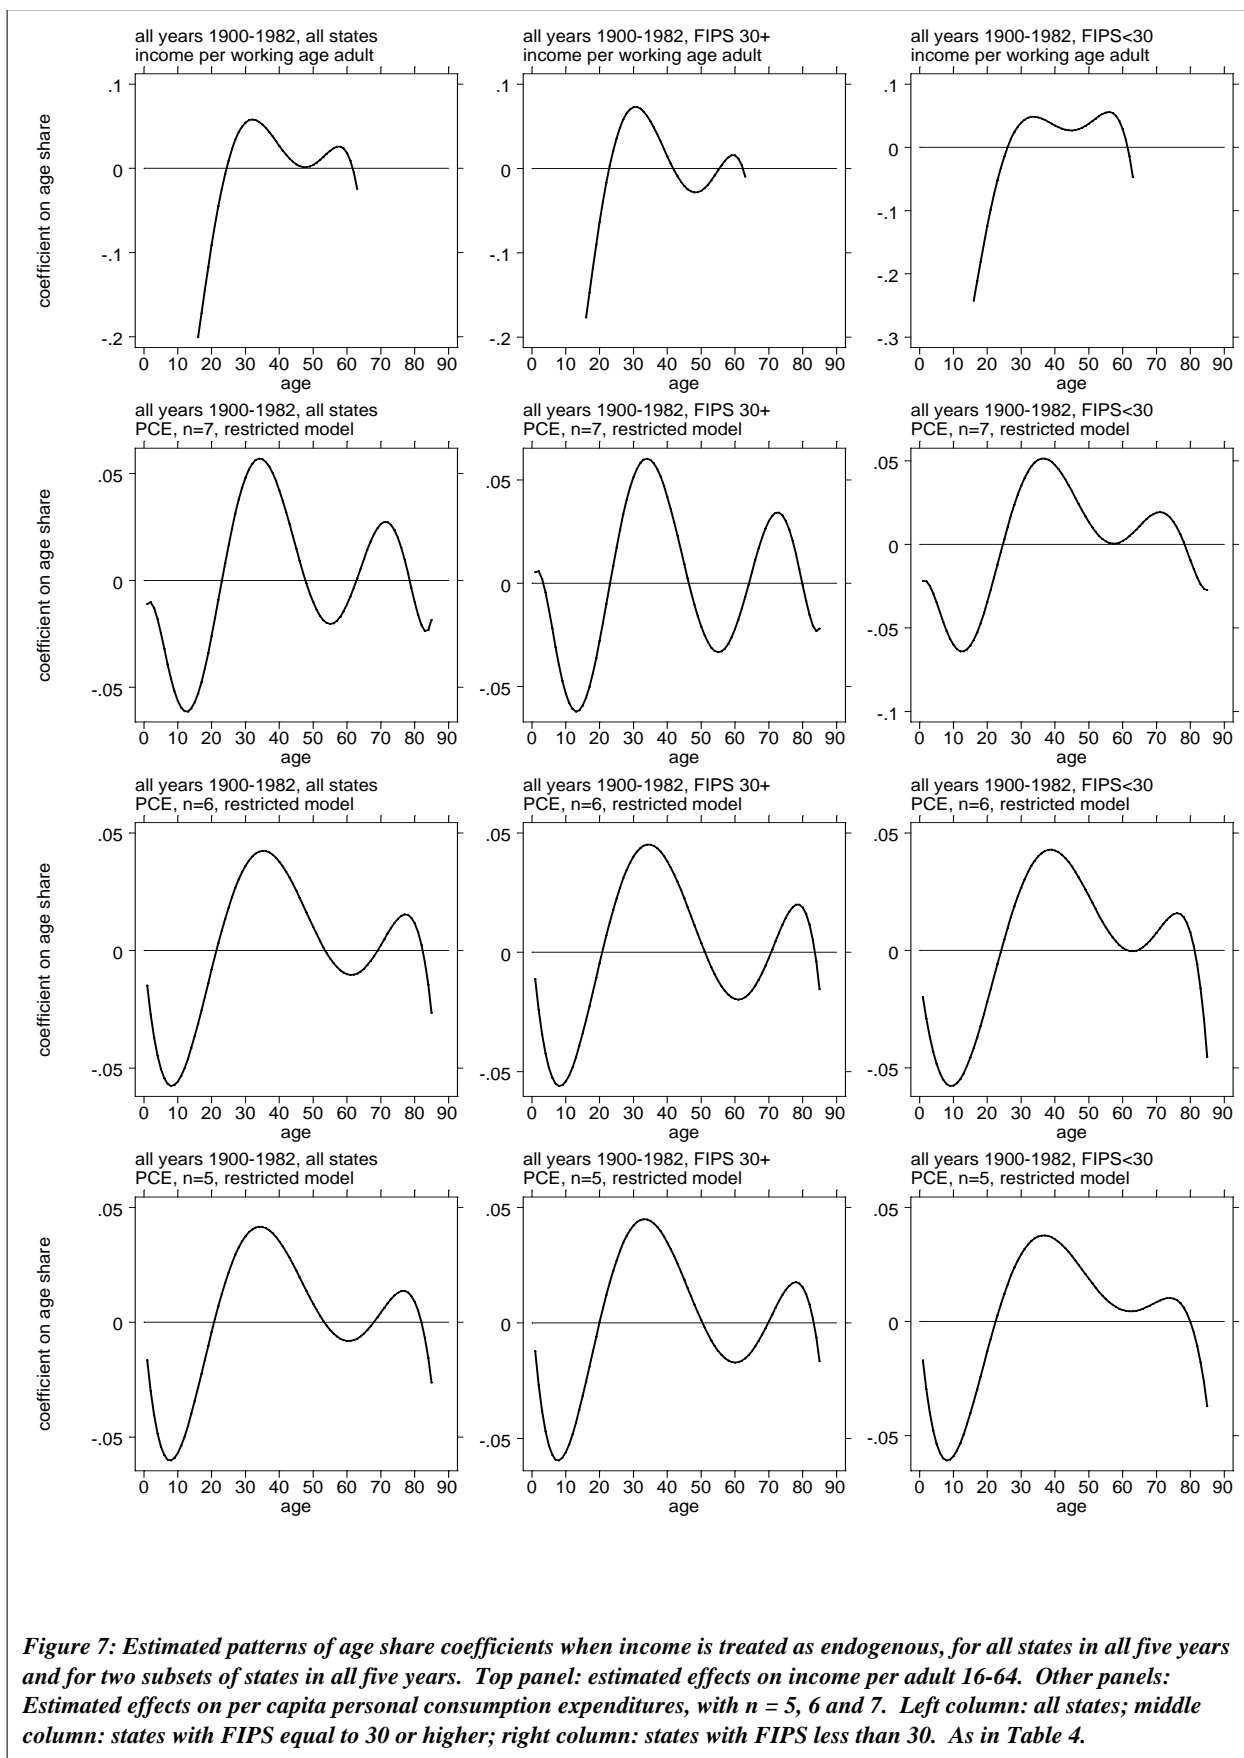 all years 1900-1982, all states
income per working age adult
all years 1900-1982, FIPS 30+
income per working age adult
all years 1900-1982, FIPS<30
income per working age adult
coefficient on age share
.1
0
-.1
-.2
0 10 20 30 40 50 60 70 80 90
age
.1
0
-.1
-.2
0 10 20 30 40 50 60 70 80 90
age
.1
0
-.1
-.2
-.3
0 10 20 30 40 50 60 70 80 90
age
all years 1900-1982, all states
PCE, n=7, restricted model
all years 1900-1982, FIPS 30+
PCE, n=7, restricted model
all years 1900-1982, FIPS<30
PCE, n=7, restricted model
coefficient on age share
.05
0
-.05
0 10 20 30 40 50 60 70 80 90
age
.05
0
-.05
0 10 20 30 40 50 60 70 80 90
age
.05
0
-.05
-.1
0 10 20 30 40 50 60 70 80 90
age
all years 1900-1982, all states
PCE, n=6, restricted model
all years 1900-1982, FIPS 30+
PCE, n=6, restricted model
all years 1900-1982, FIPS<30
PCE, n=6, restricted model
coefficient on age share
.05
0
-.05
0 10 20 30 40 50 60 70 80 90
age
.05
0
-.05
0 10 20 30 40 50 60 70 80 90
age
.05
0
-.05
0 10 20 30 40 50 60 70 80 90
age
all years 1900-1982, all states
PCE, n=5, restricted model
all years 1900-1982, FIPS 30+
PCE, n=5, restricted model
all years 1900-1982, FIPS<30
PCE, n=5, restricted model
coefficient on age share
.05
0
-.05
0 10 20 30 40 50 60 70 80 90
age
.05
0
-.05
0 10 20 30 40 50 60 70 80 90
age
.05
0
-.05
0 10 20 30 40 50 60 70 80 90
age
Figure 7: Estimated patterns of age share coefficients when income is treated as endogenous, for all states in all five years
and for two subsets of states in all five years. Top panel: estimated effects on income per adult 16-64. Other panels:
Estimated effects on per capita personal consumption expenditures, with n = 5, 6 and 7. Left column: all states; middle
column: states with FIPS equal to 30 or higher; right column: states with FIPS less than 30. As in Table 4.